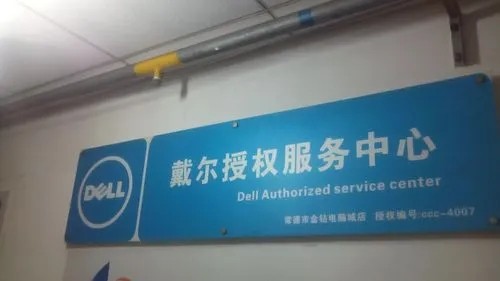 DELL
戴尔授权服务中心
Dell Authorized service center
常德市金钻电脑城店 授权编号:ccc-4007